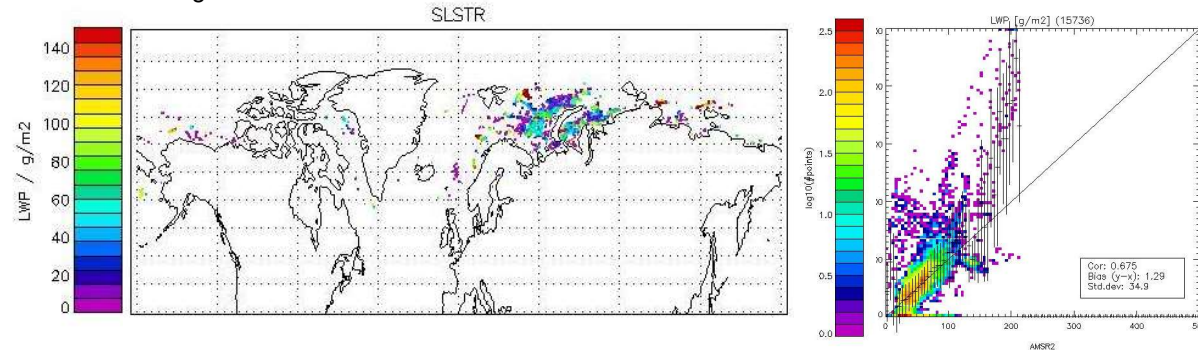 SLSTR
LWP / g/m2
140
120
100
80
60
40
20
0
LWP [g/m2] (15736)
log10(#points)
2.5
2.0
1.5
1.0
0.5
0.0
Cor: 0.675
Bias (y-x): 1.29
Std.dev: 34.9
0
100
200
300
400
AMSR2